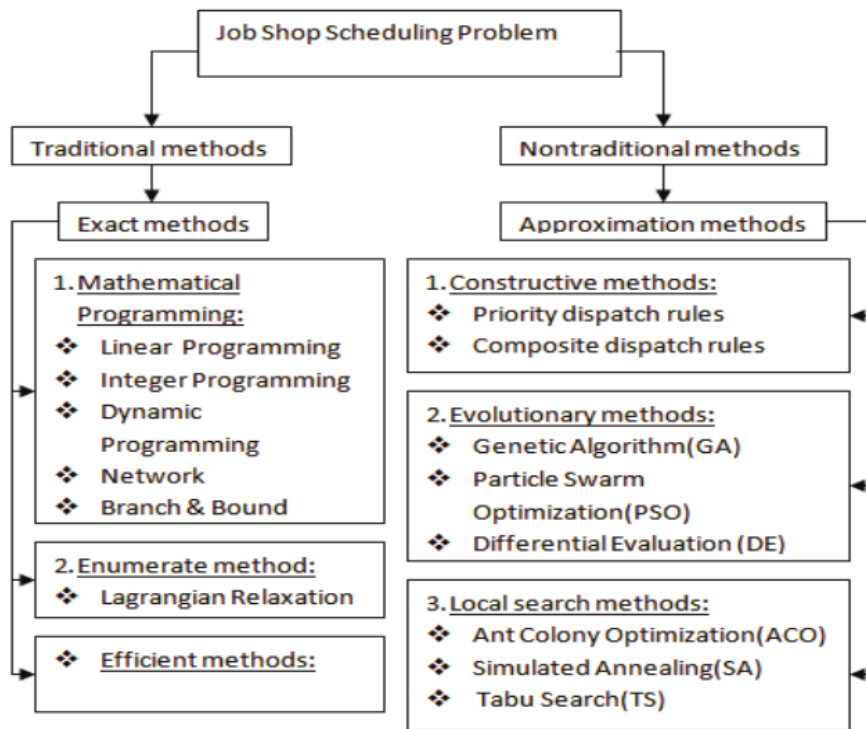 Job Shop Scheduling Problem
Traditional methods
Nontraditional methods
Exact methods
Approximation methods
1. Mathematical
Programming:
❖ Linear Programming
❖ Integer Programming
❖ Dynamic
Programming
❖ Network
❖ Branch & Bound
2. Enumerate method:
❖ Lagrangian Relaxation
❖ Efficient methods:
1. Constructive methods:
❖ Priority dispatch rules
❖ Composite dispatch rules
2. Evolutionary methods:
❖ Genetic Algorithm(GA)
❖ Particle Swarm
Optimization(PSO)
❖ Differential Evaluation (DE)
3. Local search methods:
❖ Ant Colony Optimization(ACO)
❖ Simulated Annealing(SA)
❖ Tabu Search(TS)